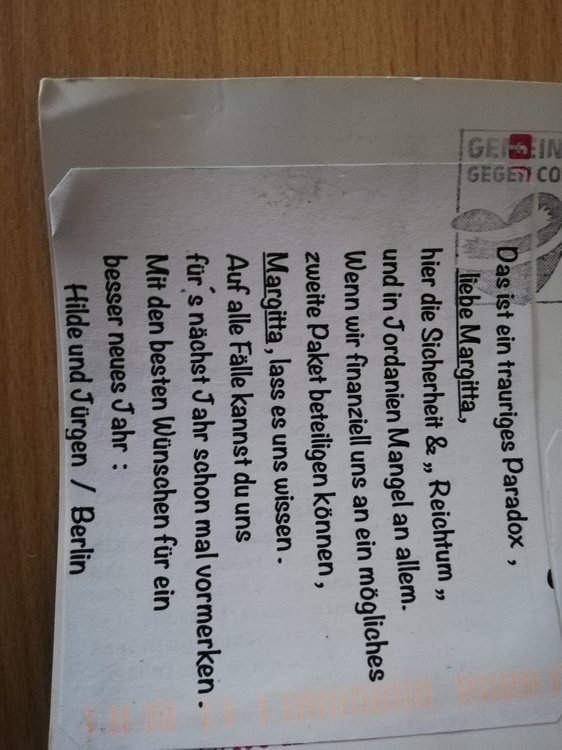 GEMEIN
GEGEN CO
Das ist ein trauriges Paradox ,
liebe Margitta ,
hier die Sicherheit & „ Reichtum „
und in Jordanien Mangel an allem.
Wenn wir finanziell uns an ein mögliches
zweite Paket beteiligen können ,
Margitta , lass es uns wissen .
Auf alle Fälle kannst du uns
für´s nächst Jahr schon mal vormerken .
Mit den besten Wünschen für ein
besser neues Jahr :
Hilde und Jürgen / Berlin